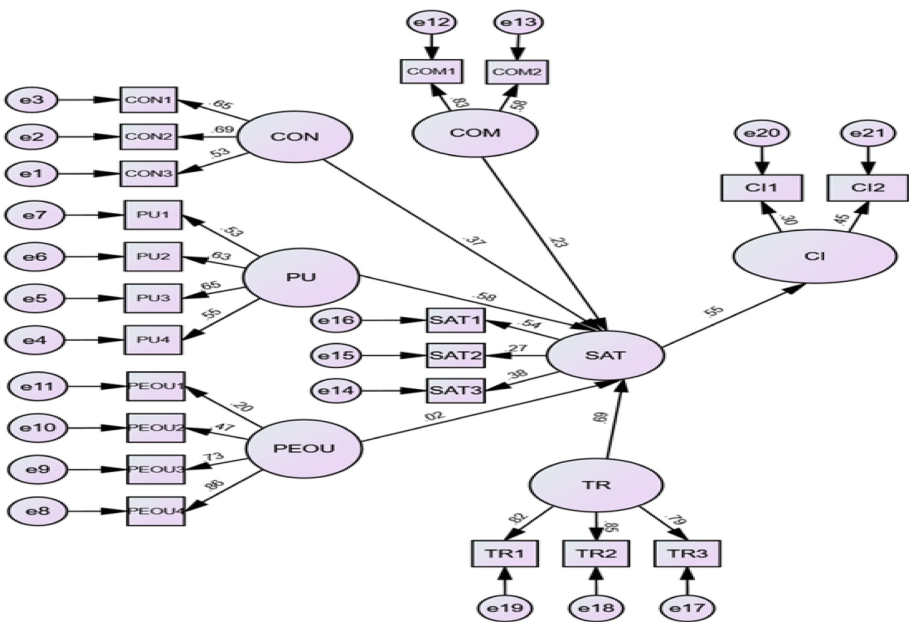 e12
e13
COM1
COM2
.83
.58
COM
e3
CON1
.65
e2
CON2
.69
e1
CON3
.53
CON
e20
e21
CI1
CI2
.30
.45
CI
e7
PU1
.53
e6
PU2
.63
e5
PU3
.65
e4
PU4
.55
PU
.37
.23
.58
.55
e16
SAT1
.54
e15
SAT2
.27
e14
SAT3
.38
SAT
e11
PEOU1
.20
e10
PEOU2
.47
e9
PEOU3
.73
e8
PEOU4
.86
PEOU
.02
.69
TR
.82
.85
.79
TR1
TR2
TR3
e19
e18
e17